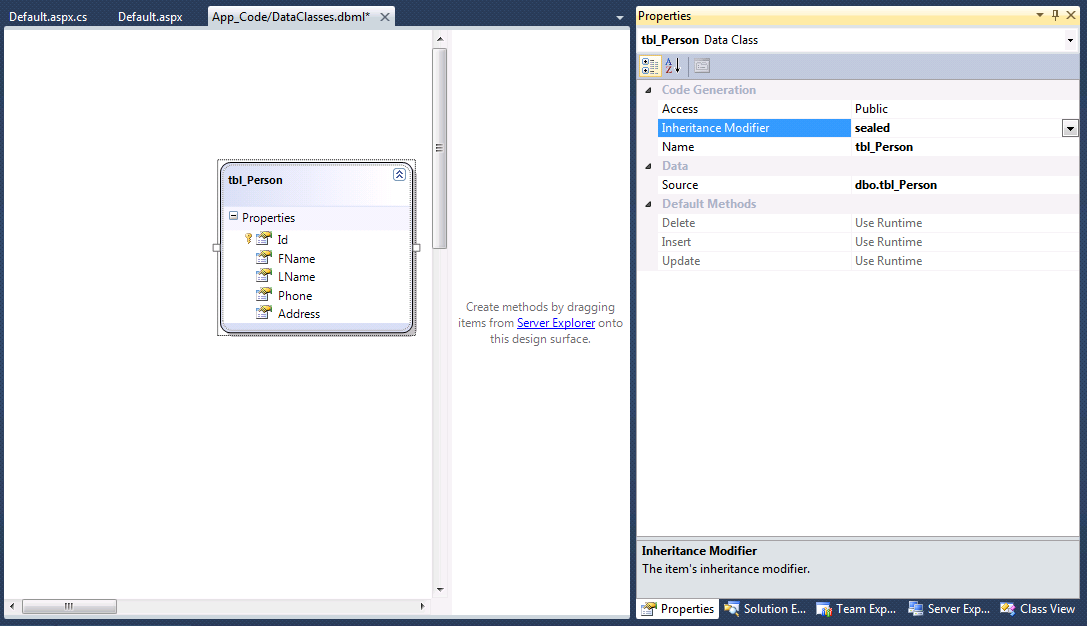 Default.aspx.cs Default.aspx App_Code/DataClasses.dbml*
tbl_Person
Properties
Id
FName
LName
Phone
Address
Create methods by dragging
items from Server Explorer onto
this design surface.
Properties
tbl_Person Data Class
Code Generation
Access Public
Inheritance Modifier sealed
Name tbl_Person
Data
Source dbo.tbl_Person
Default Methods
Delete Use Runtime
Insert Use Runtime
Update Use Runtime
Inheritance Modifier
The item's inheritance modifier.
Properties Solution E... Team Exp... Server Exp... Class View